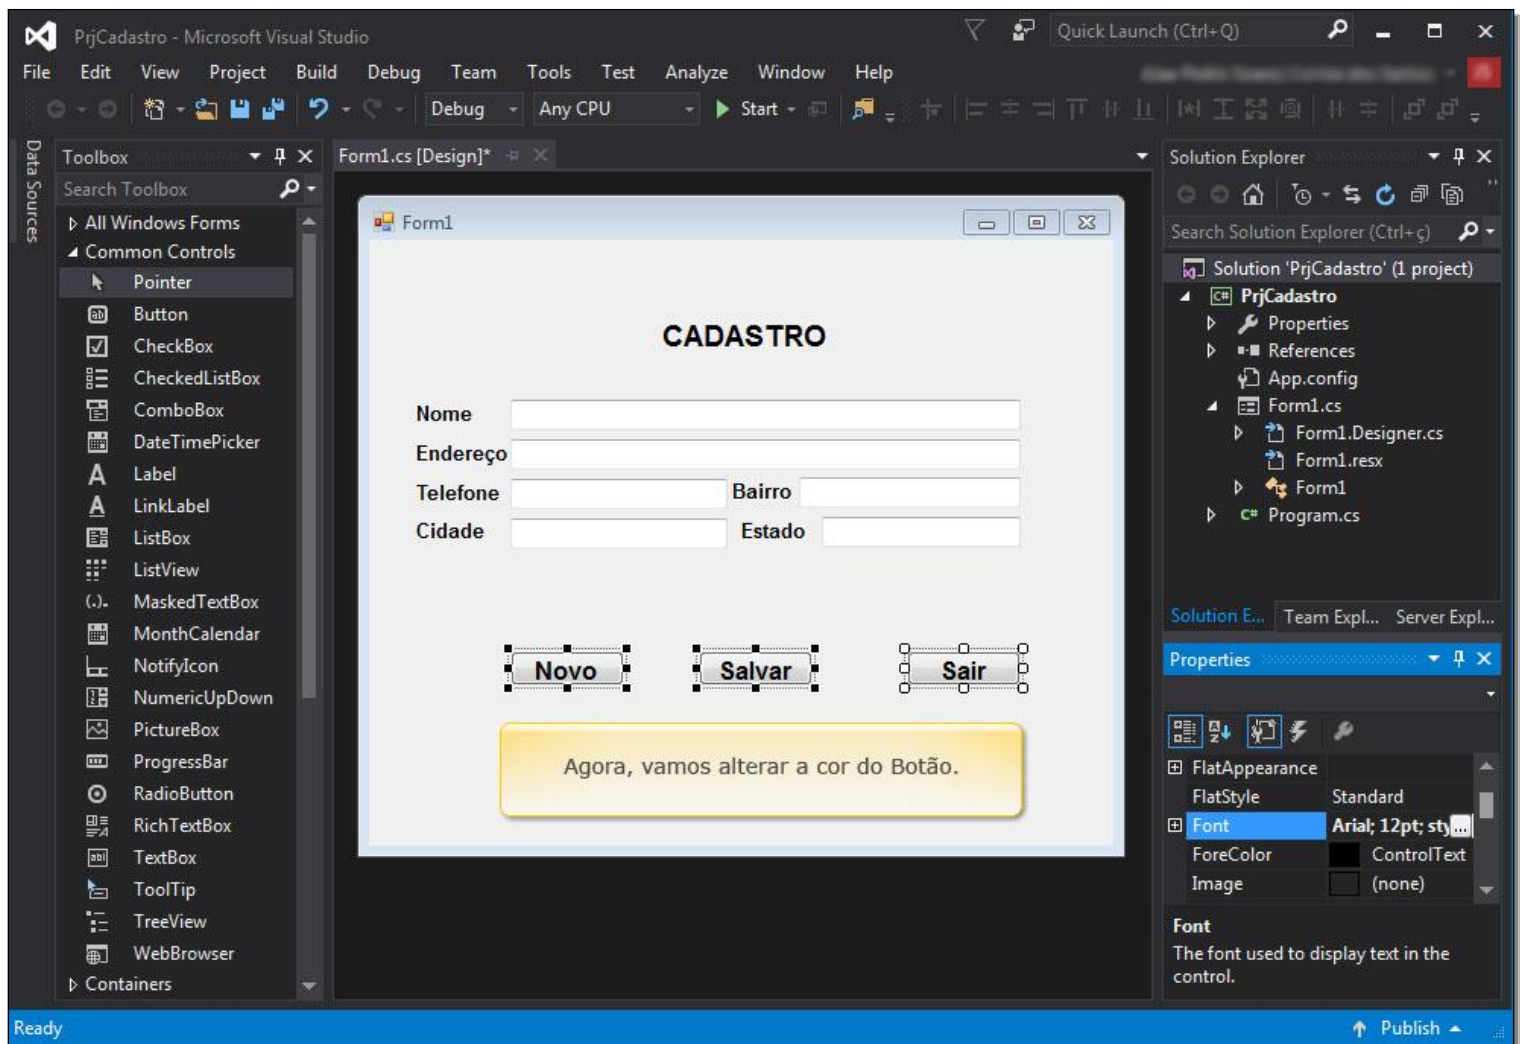 PrjCadastro - Microsoft Visual Studio
Quick Launch (Ctrl+Q)
File Edit View Project Build Debug Team Tools Test Analyze Window Help
Debug Any CPU Start
Data Sources
Toolbox
Search Toolbox
All Windows Forms
Common Controls
Pointer
Button
CheckBox
CheckedListBox
ComboBox
DateTimePicker
Label
LinkLabel
ListBox
ListView
MaskedTextBox
MonthCalendar
NotifyIcon
NumericUpDown
PictureBox
ProgressBar
RadioButton
RichTextBox
TextBox
ToolTip
TreeView
WebBrowser
Containers
Form1.cs [Design]*
Form1
CADASTRO
Nome
Endereço
Telefone Bairro
Cidade Estado
Novo Salvar Sair
Agora, vamos alterar a cor do Botão.
Solution Explorer
Search Solution Explorer (Ctrl+ç)
Solution 'PrjCadastro' (1 project)
C# PrjCadastro
Properties
References
App.config
Form1.cs
Form1.Designer.cs
Form1.resx
Form1
C# Program.cs
Solution E... Team Expl... Server Expl...
Properties
FlatAppearance
FlatStyle Standard
Font Arial; 12pt; sty...
ForeColor ControlText
Image (none)
Font
The font used to display text in the
control.
Ready
Publish